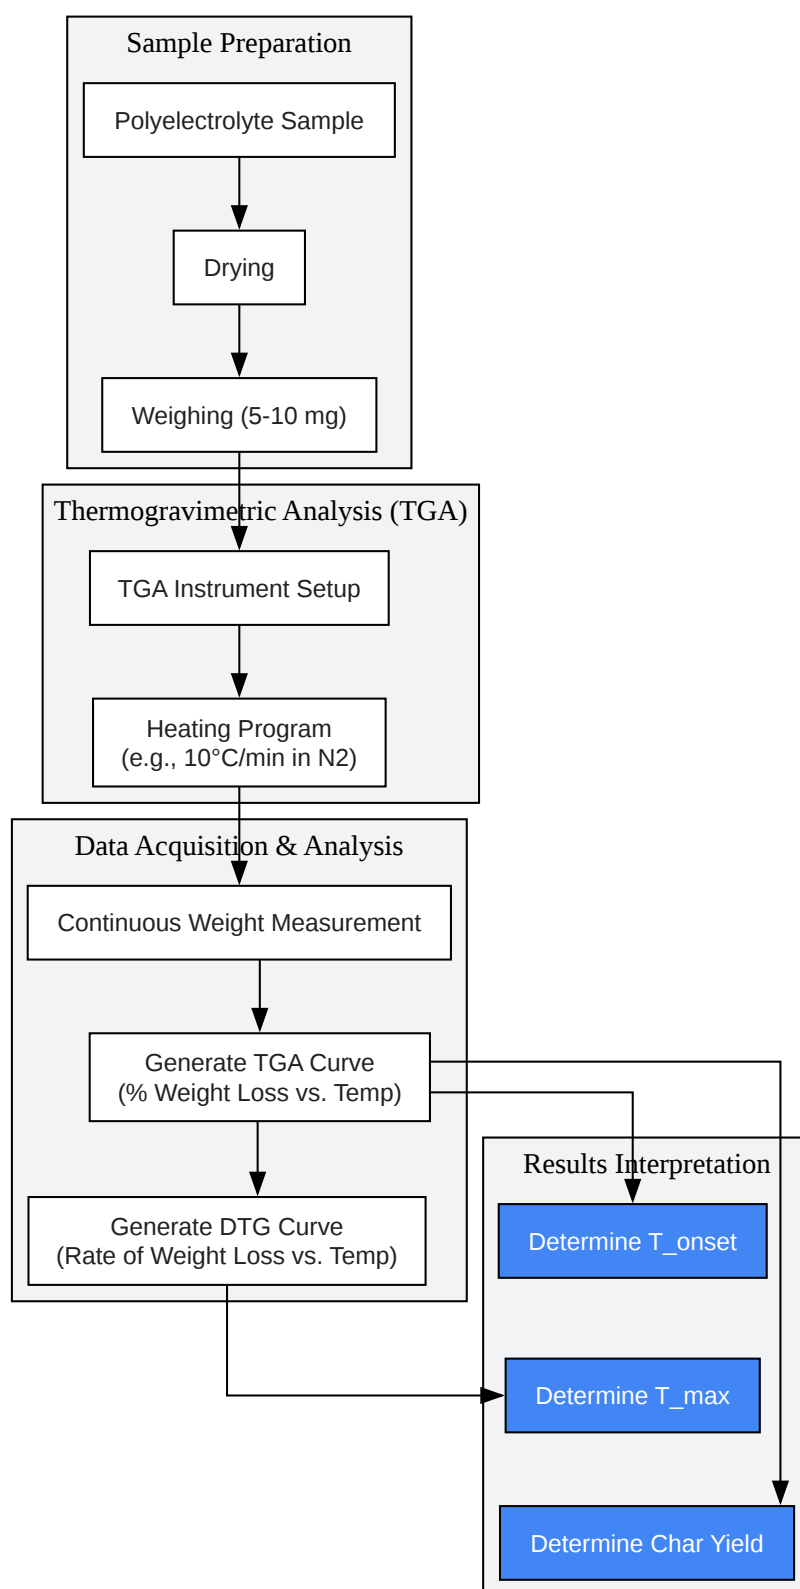 Sample Preparation
Polyelectrolyte Sample
Drying
Weighing (5-10 mg)
Thermogravimetric Analysis (TGA)
TGA Instrument Setup
Heating Program
(e.g., 10°C/min in N2)
Data Acquisition & Analysis
Continuous Weight Measurement
Generate TGA Curve
(% Weight Loss vs. Temp)
Generate DTG Curve
(Rate of Weight Loss vs. Temp)
Results Interpretation
Determine T_onset
Determine T_max
Determine Char Yield